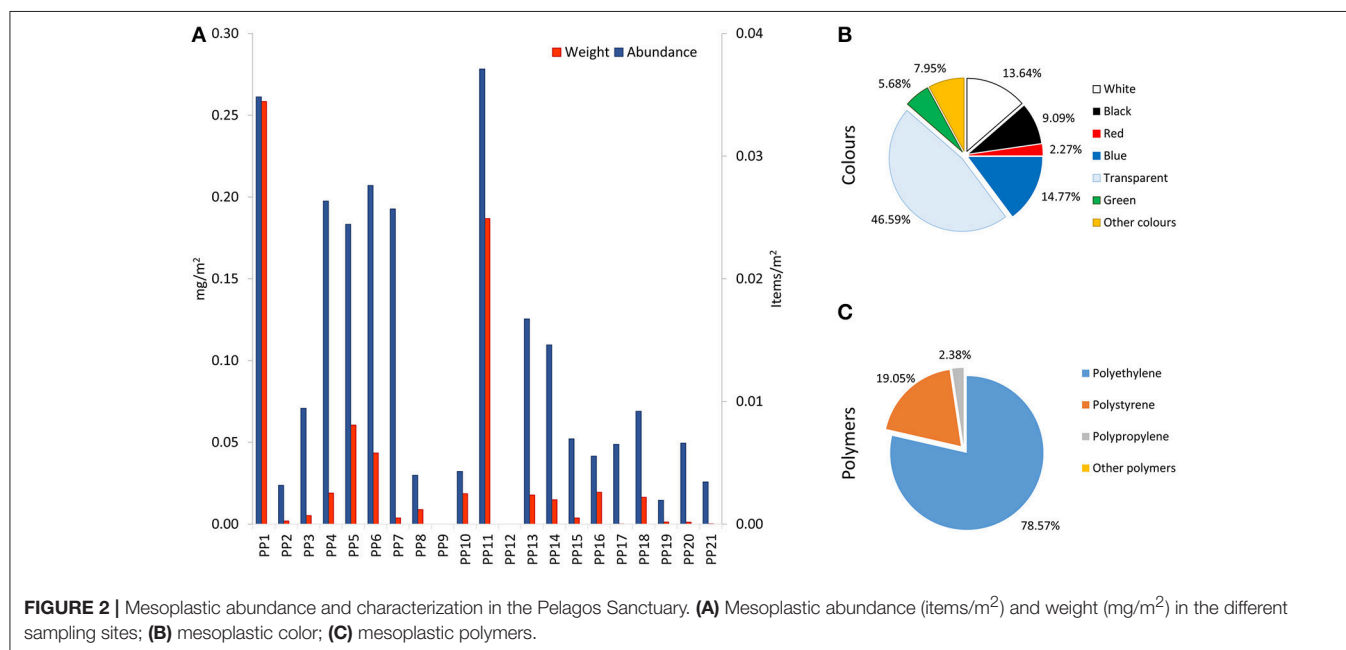 A
0.30
0.25
0.20
0.15
0.10
0.05
0.00
mg/m²
Weight
Abundance
0.04
0.03
0.02
0.01
0.00
Items/m²
PP1
PP2
PP3
PP4
PP5
PP6
PP7
PP8
PP9
PP10
PP11
PP12
PP13
PP14
PP15
PP16
PP17
PP18
PP19
PP20
PP21
B
Colours
7.95%
13.64%
5.68%
9.09%
2.27%
14.77%
46.59%
White
Black
Red
Blue
Transparent
Green
Other colours
C
Polymers
2.38%
19.05%
78.57%
Polyethylene
Polystyrene
Polypropylene
Other polymers
FIGURE 2 | Mesoplastic abundance and characterization in the Pelagos Sanctuary. (A) Mesoplastic abundance (items/m²) and weight (mg/m²) in the different
sampling sites; (B) mesoplastic color; (C) mesoplastic polymers.